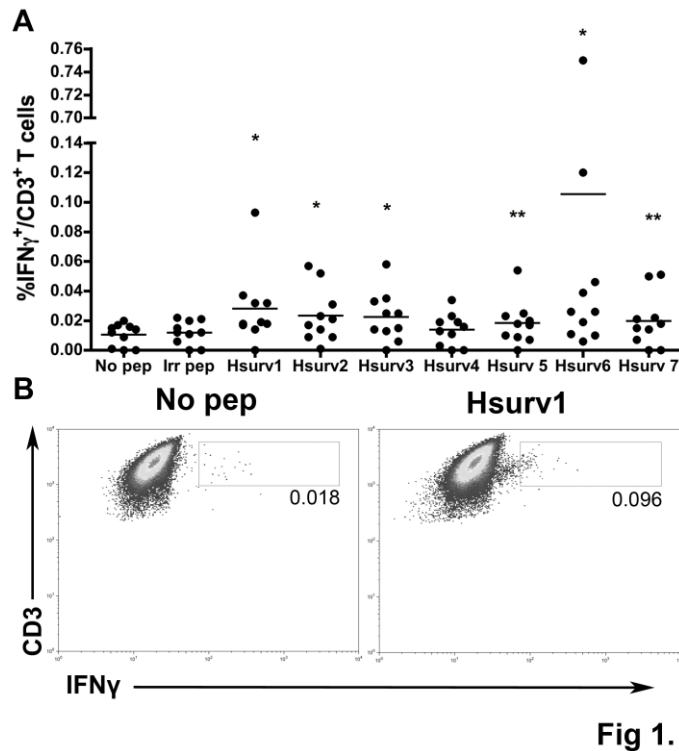 A
%IFNγ+/CD3+ T cells
0.76
0.74
0.72
0.70
0.14
0.12
0.10
0.08
0.06
0.04
0.02
0.00
* * * ** * **
No pep Irr pep Hsurv1 Hsurv2 Hsurv3 Hsurv4 Hsurv 5 Hsurv6 Hsurv 7
B
No pep Hsurv1
0.018 0.096
CD3
IFNγ
Fig 1.